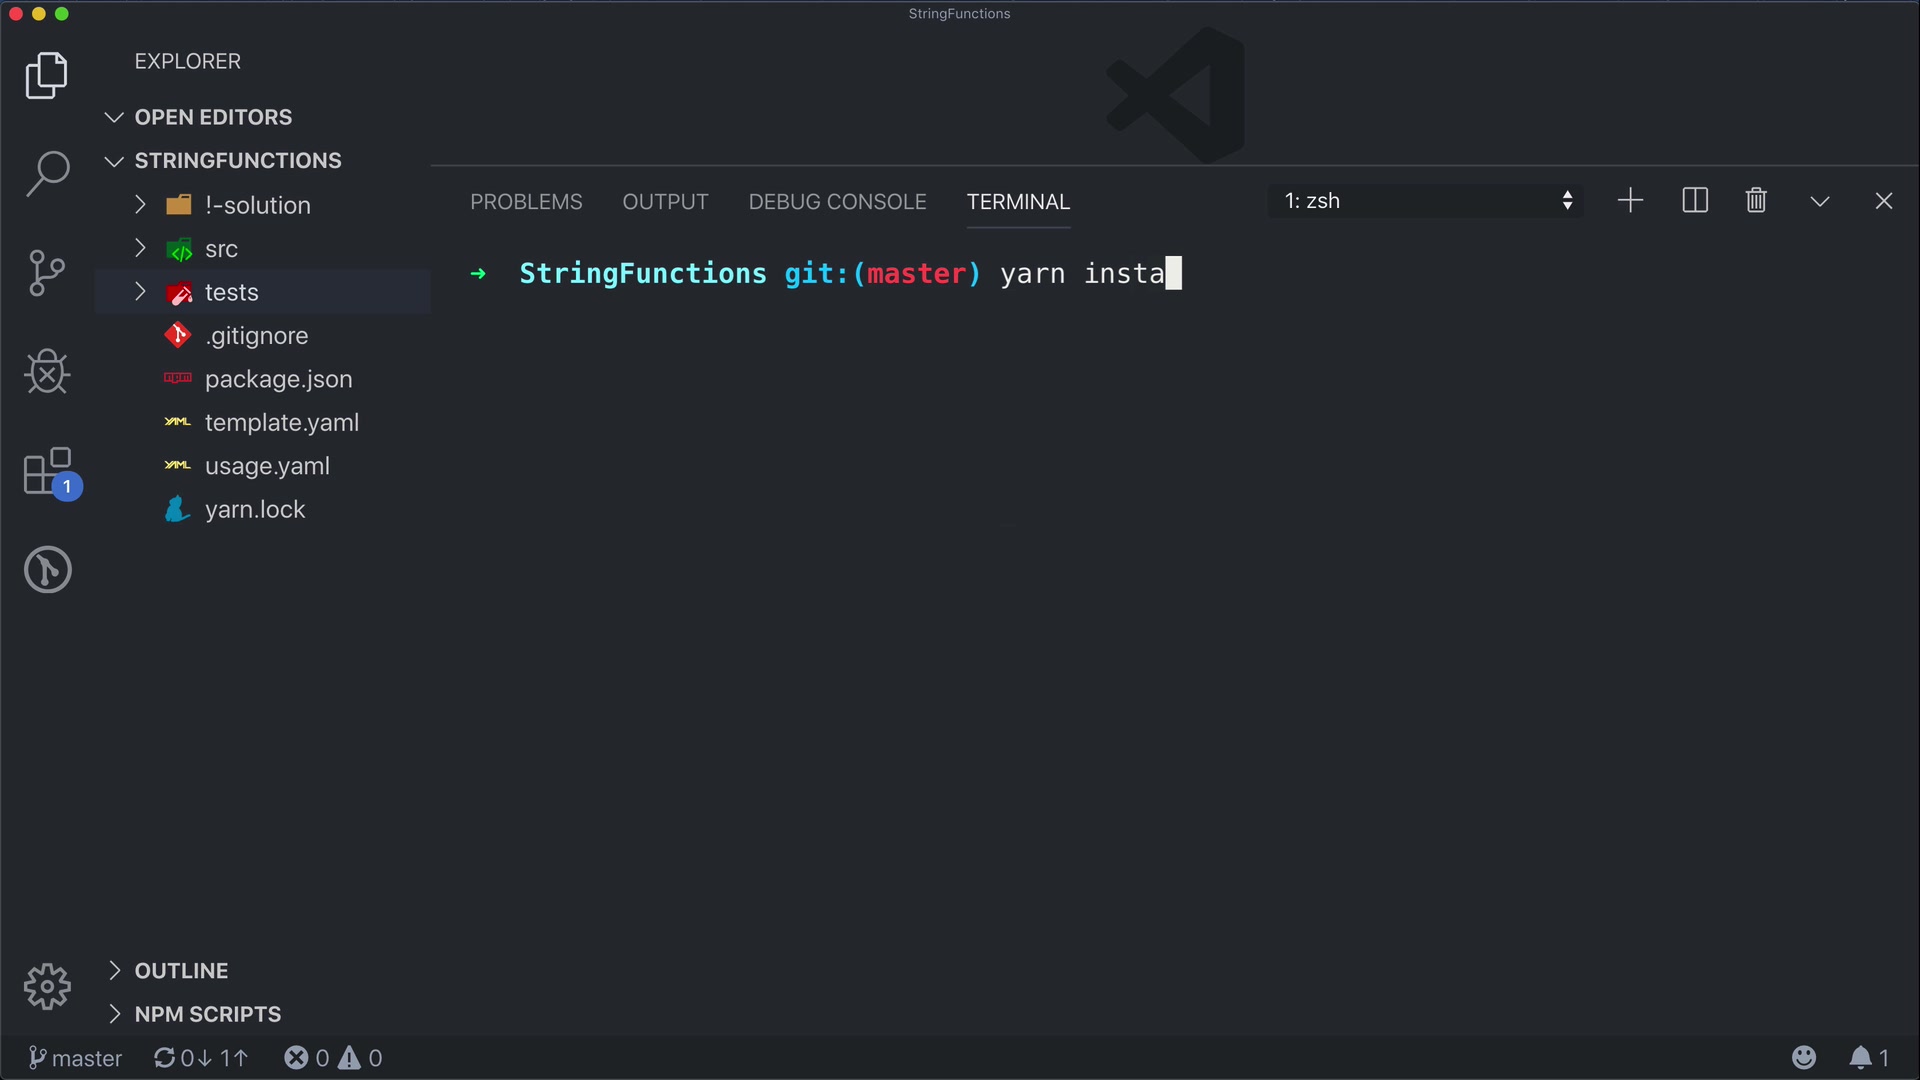 StringFunctions
EXPLORER
OPEN EDITORS
STRINGFUNCTIONS
!-solution
src
tests
.gitignore
package.json
template.yaml
usage.yaml
yarn.lock
PROBLEMS OUTPUT DEBUG CONSOLE TERMINAL 1: zsh
➜ StringFunctions git:(master) yarn insta
1
OUTLINE
NPM SCRIPTS
master 0↓ 1↑ 0 0 1